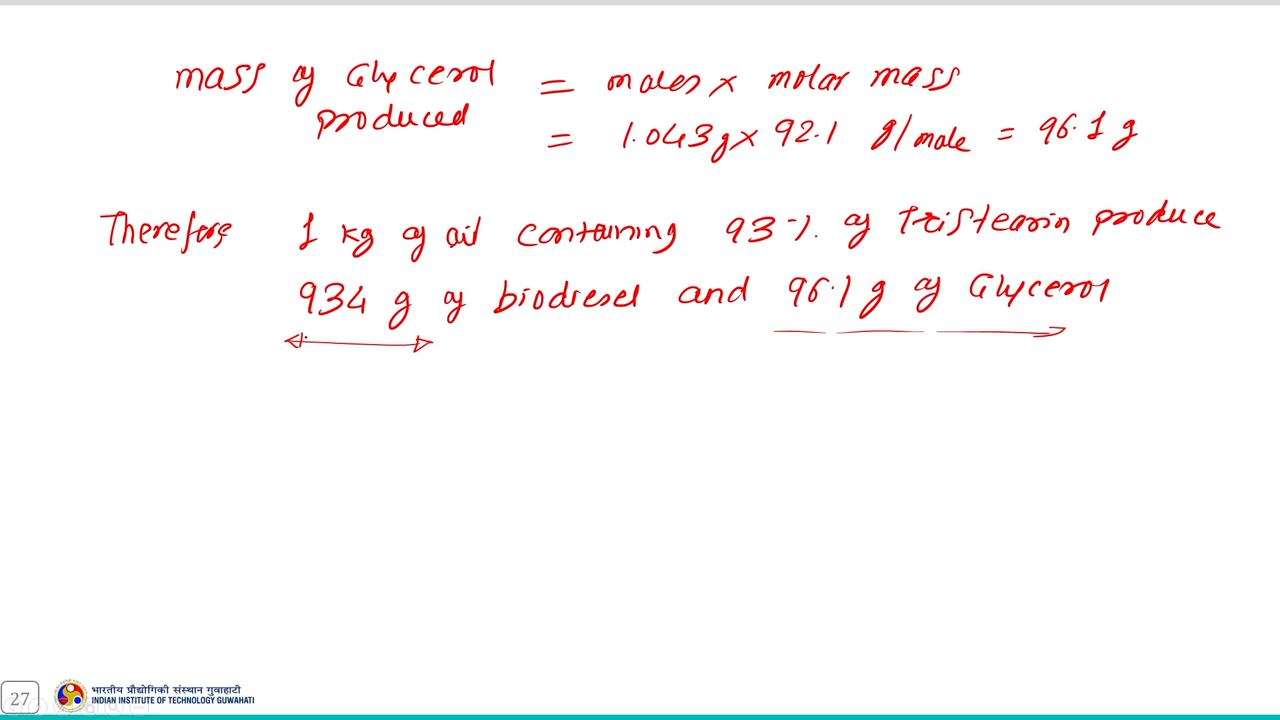 mass of Glycerol = moles x molar mass
produced
= 1.043g x 92.1 g/mole = 96.1 g
Therefore 1 kg of oil containing 93% of Tristearin produce
934 g of biodiesel and 96.1 g of Glycerol
27
भारतीय प्रौद्योगिकी संस्थान गुवाहाटी
INDIAN INSTITUTE OF TECHNOLOGY GUWAHATI